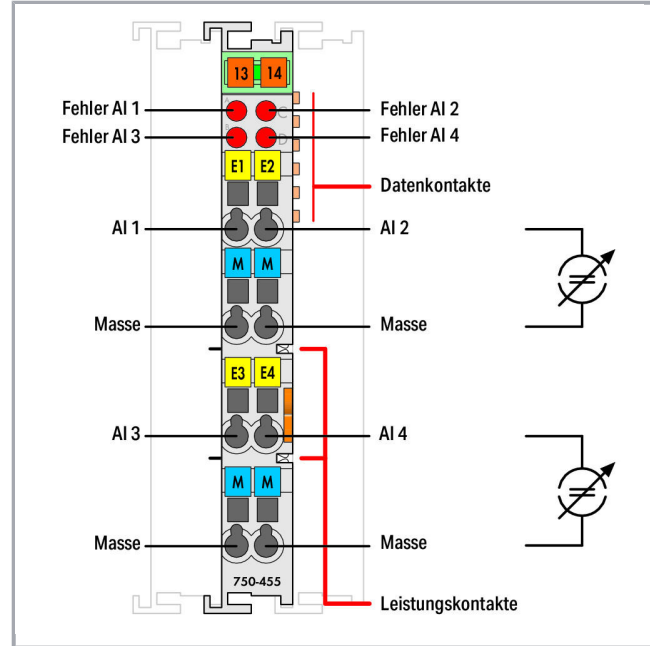 13 14
Fehler AI 1
A
C
Fehler AI 2
Fehler AI 3
D
Fehler AI 4
E1 E2
Datenkontakte
AI 1
AI 2
M M
Masse
Masse
E3 E4
AI 3
AI 4
M M
Masse
Masse
750-455
Leistungskontakte